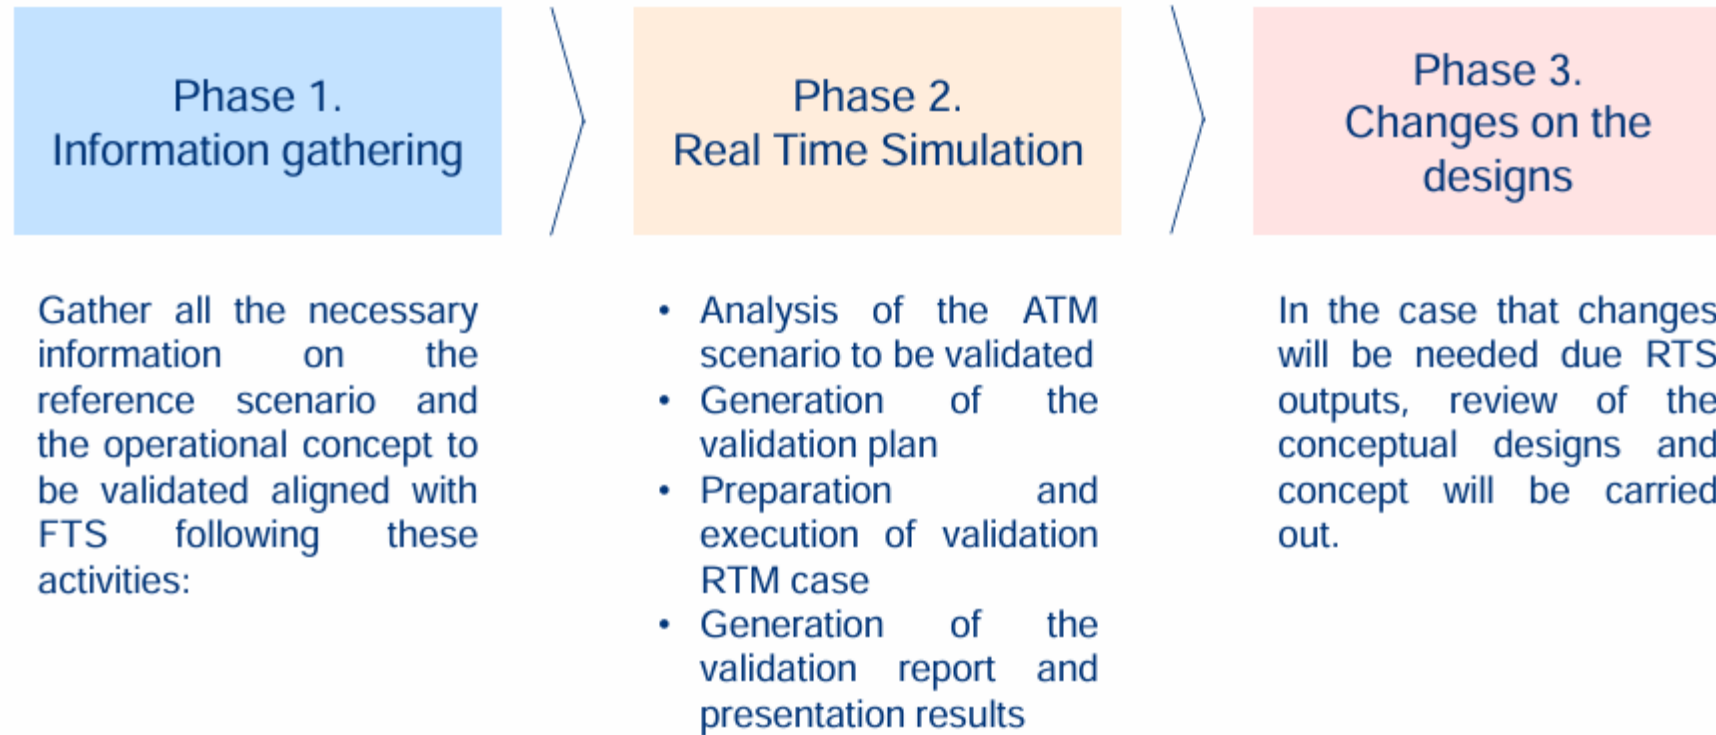 Phase 1.
Information gathering
Gather all the necessary
information on the
reference scenario and
the operational concept to
be validated aligned with
FTS following these
activities:
Phase 2.
Real Time Simulation
• Analysis of the ATM
scenario to be validated
• Generation of the
validation plan
• Preparation and
execution of validation
RTM case
• Generation of the
validation report and
presentation results
Phase 3.
Changes on the
designs
In the case that changes
will be needed due RTS
outputs, review of the
conceptual designs and
concept will be carried
out.